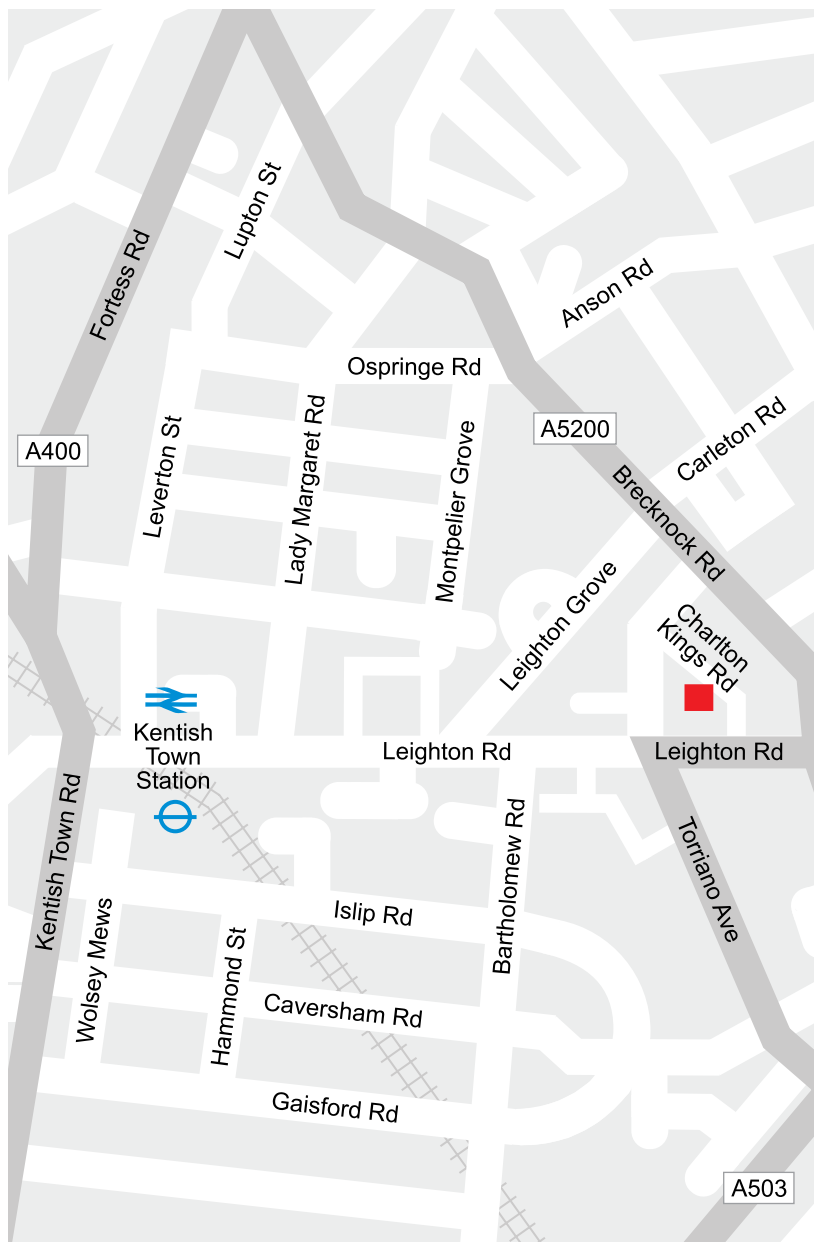 Lupton St
Fortess Rd
Anson Rd
Ospringe Rd
A400
A5200
Carleton Rd
Leverton St
Lady Margaret Rd
Montpelier Grove
Brecknock Rd
Leighton Grove
Charlton
Kings Rd
Kentish
Town
Station
Leighton Rd
Leighton Rd
Kentish Town Rd
Bartholomew Rd
Torriano Ave
Islip Rd
Wolsey Mews
Hammond St
Caversham Rd
Gaisford Rd
A503